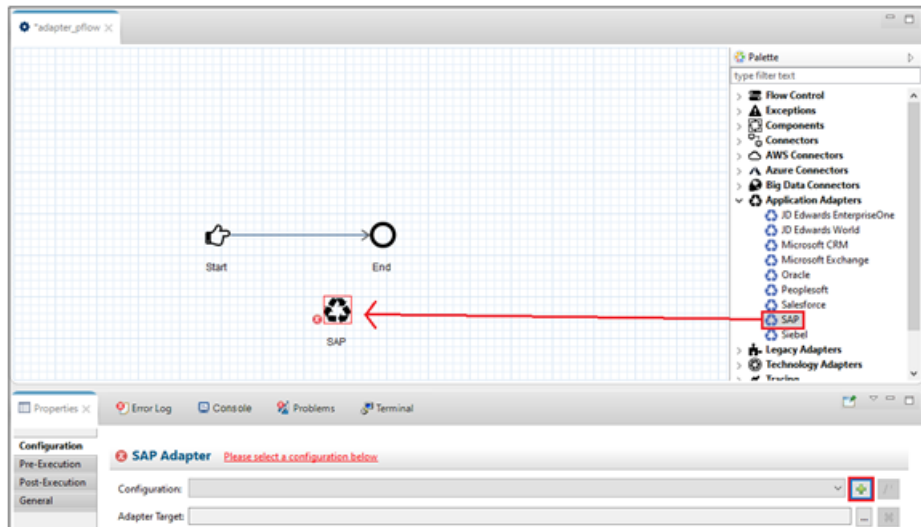 *adapter_pflow
Palette
type filter text
Flow Control
Exceptions
Components
Connectors
AWS Connectors
Azure Connectors
Big Data Connectors
Application Adapters
JD Edwards EnterpriseOne
JD Edwards World
Microsoft CRM
Microsoft Exchange
Oracle
Peoplesoft
Salesforce
SAP
Siebel
Legacy Adapters
Technology Adapters
Tracing
Start
End
SAP
Properties
Error Log
Console
Problems
Terminal
Configuration
Pre-Execution
Post-Execution
General
SAP Adapter Please select a configuration below
Configuration:
Adapter Target:
...